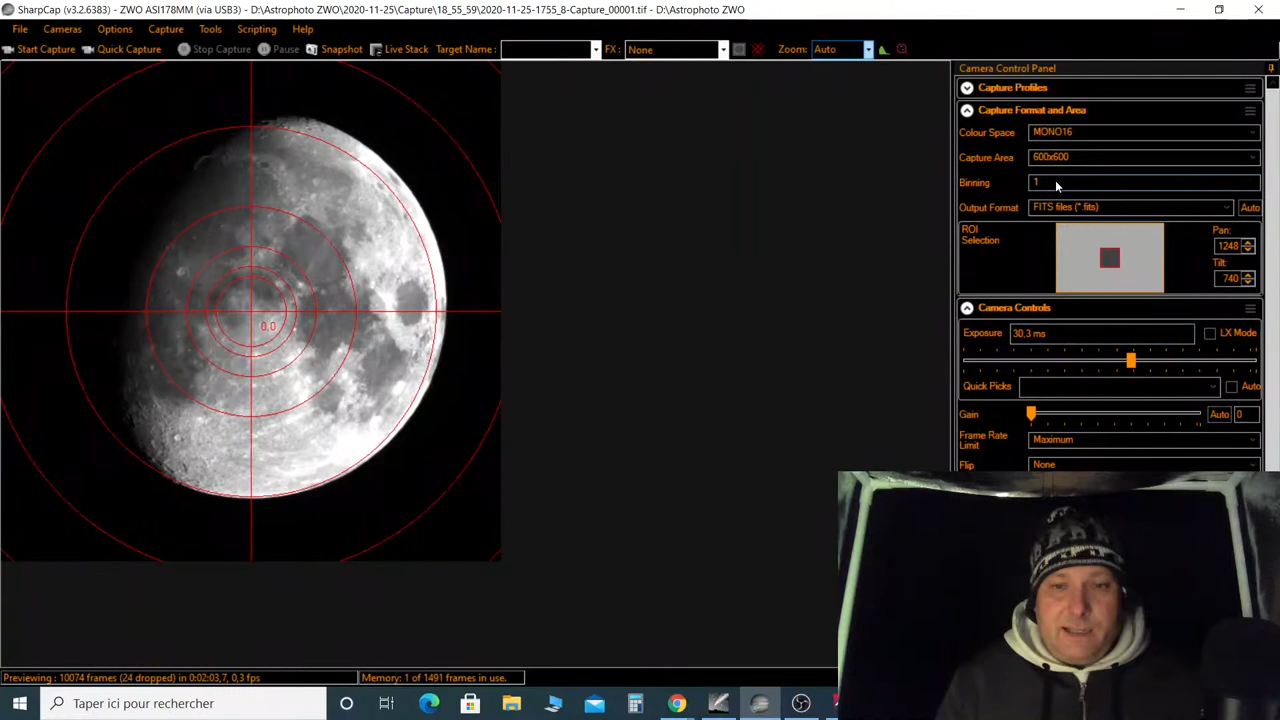 SharpCap (v3.2.6383) - ZWO ASI178MM (via USB3) - D:\Astrophoto ZWO\2020-11-25\Capture\18_55_59\2020-11-25-1755_8-Capture_00001.tif - D:\Astrophoto ZWO]
File Cameras Options Capture Tools Scripting Help
Start Capture Quick Capture Stop Capture Pause Snapshot Live Stack Target Name : FX : None Zoom: Auto
Camera Control Panel
Capture Profiles
Capture Format and Area
Colour Space MONO16
Capture Area 600x600
Binning 1
Output Format FITS files (*.fits) Auto
ROI Selection
Pan:
1248
Tilt:
740
Camera Controls
Exposure 30,3 ms LX Mode
Quick Picks Auto
Gain Auto 0
Frame Rate Limit Maximum
Flip None
0,0
Previewing : 10074 frames (24 dropped) in 0:02:03,7, 0,3 fps Memory: 1 of 1491 frames in use.
Taper ici pour rechercher